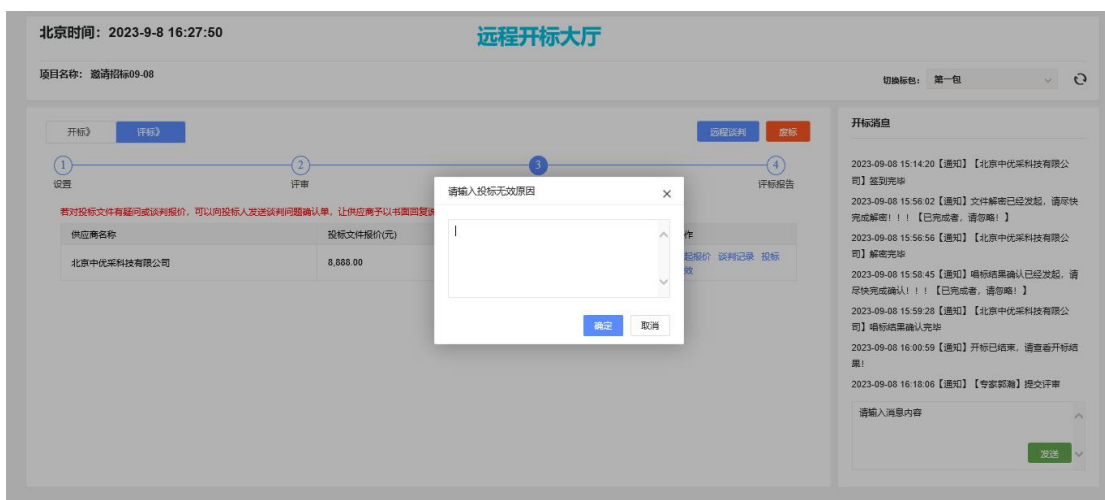 北京时间：2023-9-8 16:27:50
远程开标大厅
项目名称：邀请招标09-08
切换标包：
第一包
开标》
评标》
远程谈判
废标
1
2
3
4
设置
评审
评标报告
若对投标文件有疑问或谈判报价，可以向投标人发送谈判问题确认单，让供应商予以书面回复
供应商名称
投标文件报价(元)
作
北京中优采科技有限公司
8,888.00
起报价 谈判记录 投标
效
请输入投标无效原因
×
确定
取消
开标消息
2023-09-08 15:14:20【通知】【北京中优采科技有限公
司】签到完毕
2023-09-08 15:56:02【通知】文件解密已经发起，请尽快
完成解密！！！【已完成者，请忽略！】
2023-09-08 15:56:56【通知】【北京中优采科技有限公
司】解密完毕
2023-09-08 15:58:45【通知】唱标结果确认已经发起，请
尽快完成确认！！！【已完成者，请忽略！】
2023-09-08 15:59:28【通知】【北京中优采科技有限公
司】唱标结果确认完毕
2023-09-08 16:00:59【通知】开标已结束，请查看开标结
果!
2023-09-08 16:18:06【通知】【专家郭瀚】提交评审
请输入消息内容
发送